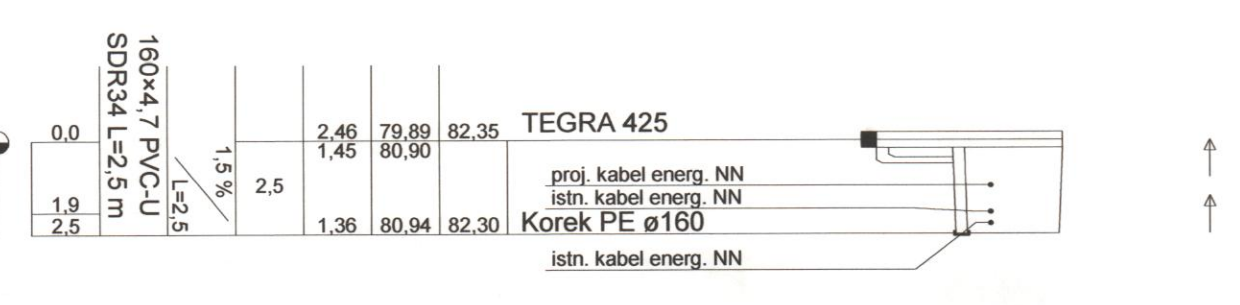 0,0
1,9
2,5
160×4,7 PVC-U
SDR34 L=2,5 m
1,5 %
L=2,5
2,5
2,46 79,89 82,35 TEGRA 425
1,45 80,90
proj. kabel energ. NN
istn. kabel energ. NN
1,36 80,94 82,30 Korek PE ø160
istn. kabel energ. NN